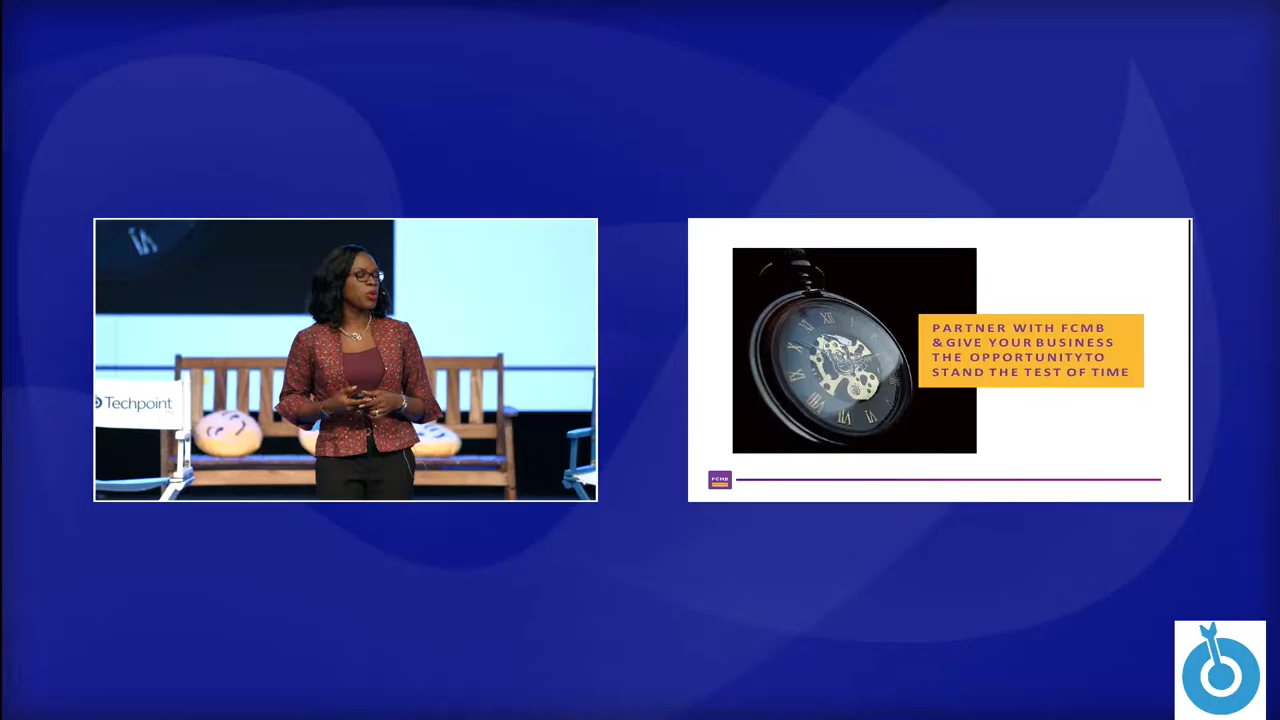 Techpoint
PARTNER WITH FCMB
&GIVE YOUR BUSINESS
THE OPPORTUNITYTO
STAND THE TEST OF TIME
FCMB